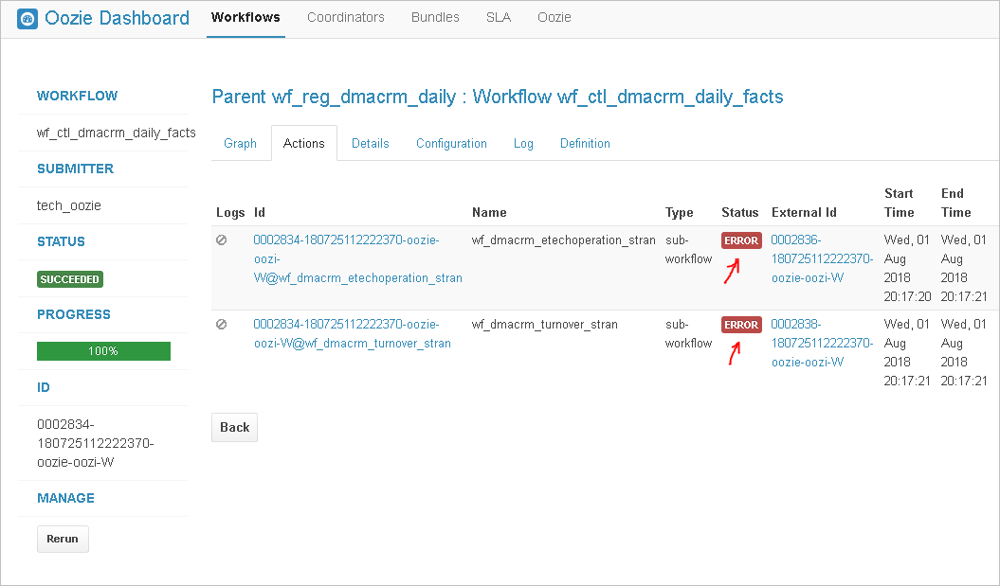 Oozie Dashboard Workflows Coordinators Bundles SLA Oozie
WORKFLOW
wf_ctl_dmacrm_daily_facts
SUBMITTER
tech_oozie
STATUS
SUCCEEDED
PROGRESS
100%
ID
0002834-
180725112222370-
oozie-oozi-W
MANAGE
Rerun
Parent wf_reg_dmacrm_daily : Workflow wf_ctl_dmacrm_daily_facts
Graph Actions Details Configuration Log Definition
Logs Id Name Type Status External Id Start Time End Time
0002834-180725112222370-oozie-
oozi-
W@wf_dmacrm_etechoperation_stran
wf_dmacrm_etechoperation_stran
sub-
workflow
ERROR
0002836-
180725112222370-
oozie-oozi-W
Wed, 01
Aug
2018
20:17:20
Wed, 01
Aug
2018
20:17:21
0002834-180725112222370-oozie-
oozi-W@wf_dmacrm_turnover_stran
wf_dmacrm_turnover_stran
sub-
workflow
ERROR
0002838-
180725112222370-
oozie-oozi-W
Wed, 01
Aug
2018
20:17:21
Wed, 01
Aug
2018
20:17:21
Back